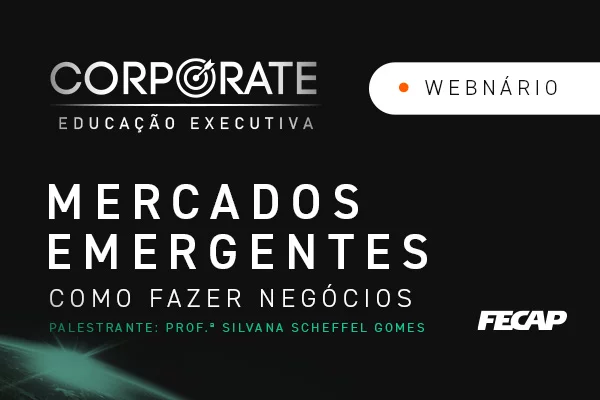 CORPORATE
EDUCAÇÃO EXECUTIVA
WEBNÁRIO
MERCADOS
EMERGENTES
COMO FAZER NEGÓCIOS
PALESTRANTE: PROF.ª SILVANA SCHEFFEL GOMES
FECAP